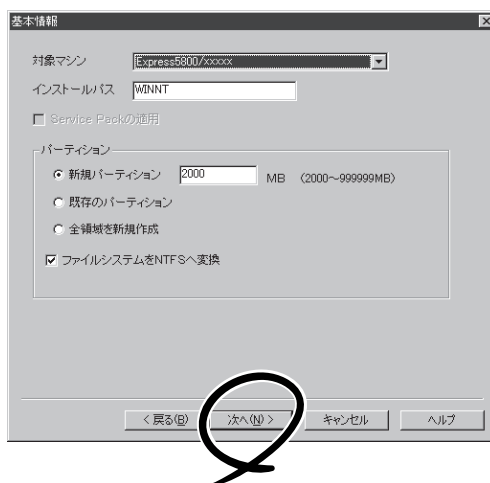 基本情報
対象マシン Express5800/xxxxx
インストールパス WINNT
Service Packの適用
パーティション
新規パーティション 2000 MB (2000～999999MB)
既存のパーティション
全領域を新規作成
ファイルシステムをNTFSへ変換
< 戻る(B) 次へ(N) > キャンセル ヘルプ